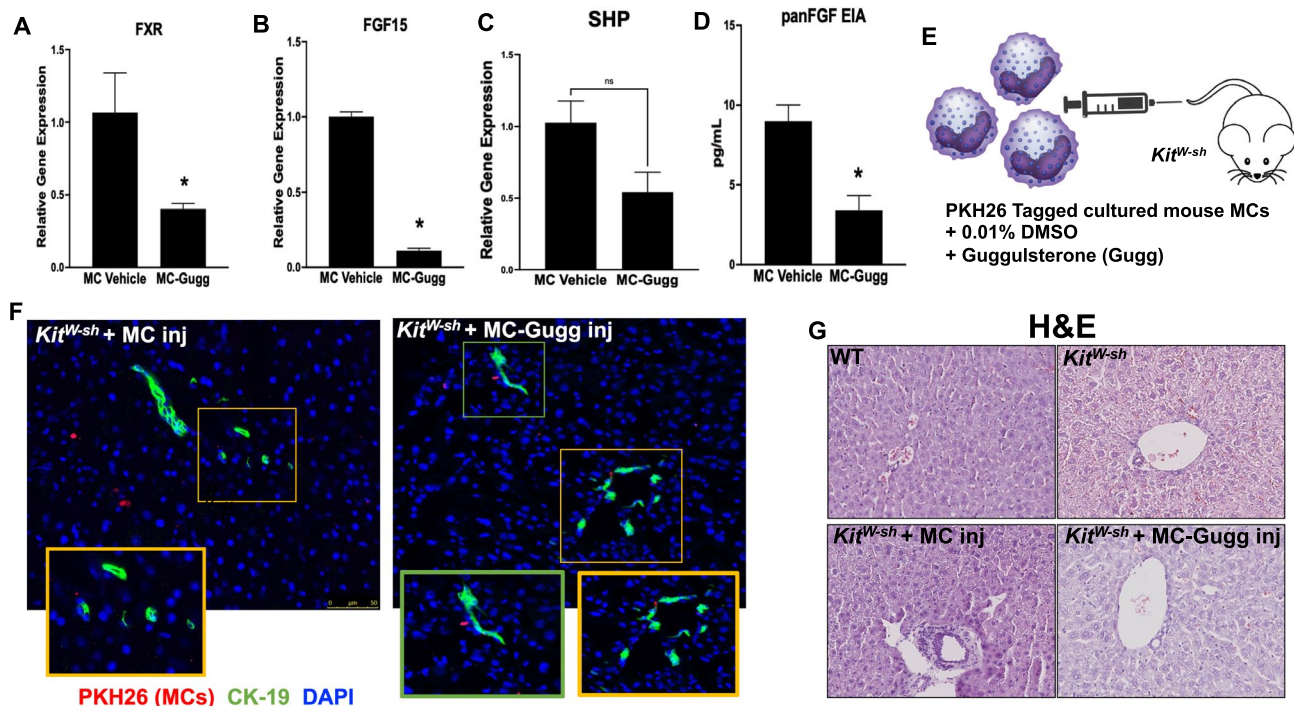 A
FXR
Relative Gene Expression
1.5
1.0
0.5
0.0
*
MC Vehicle
MC-Gugg
B
FGF15
Relative Gene Expression
1.5
1.0
0.5
0.0
*
MC Vehicle
MC-Gugg
C
SHP
Relative Gene Expression
1.5
1.0
0.5
0.0
ns
MC Vehicle
MC-Gugg
D
panFGF EIA
pg/mL
15
10
5
0
*
MC Vehicle
MC-Gugg
E
Kit^W-sh
PKH26 Tagged cultured mouse MCs
+ 0.01% DMSO
+ Guggulsterone (Gugg)
F
Kit^W-sh + MC inj
0 µm 50
Kit^W-sh + MC-Gugg inj
PKH26 (MCs) CK-19 DAPI
G
H&E
WT
Kit^W-sh
Kit^W-sh + MC inj
Kit^W-sh + MC-Gugg inj